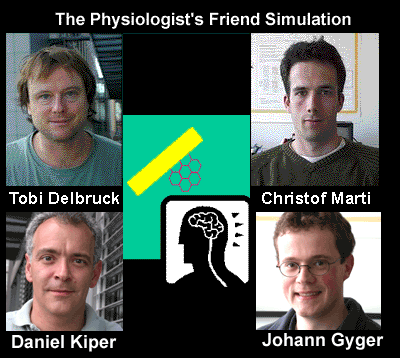 The Physiologist's Friend Simulation
Tobi Delbruck
Christof Marti
Daniel Kiper
Johann Gyger